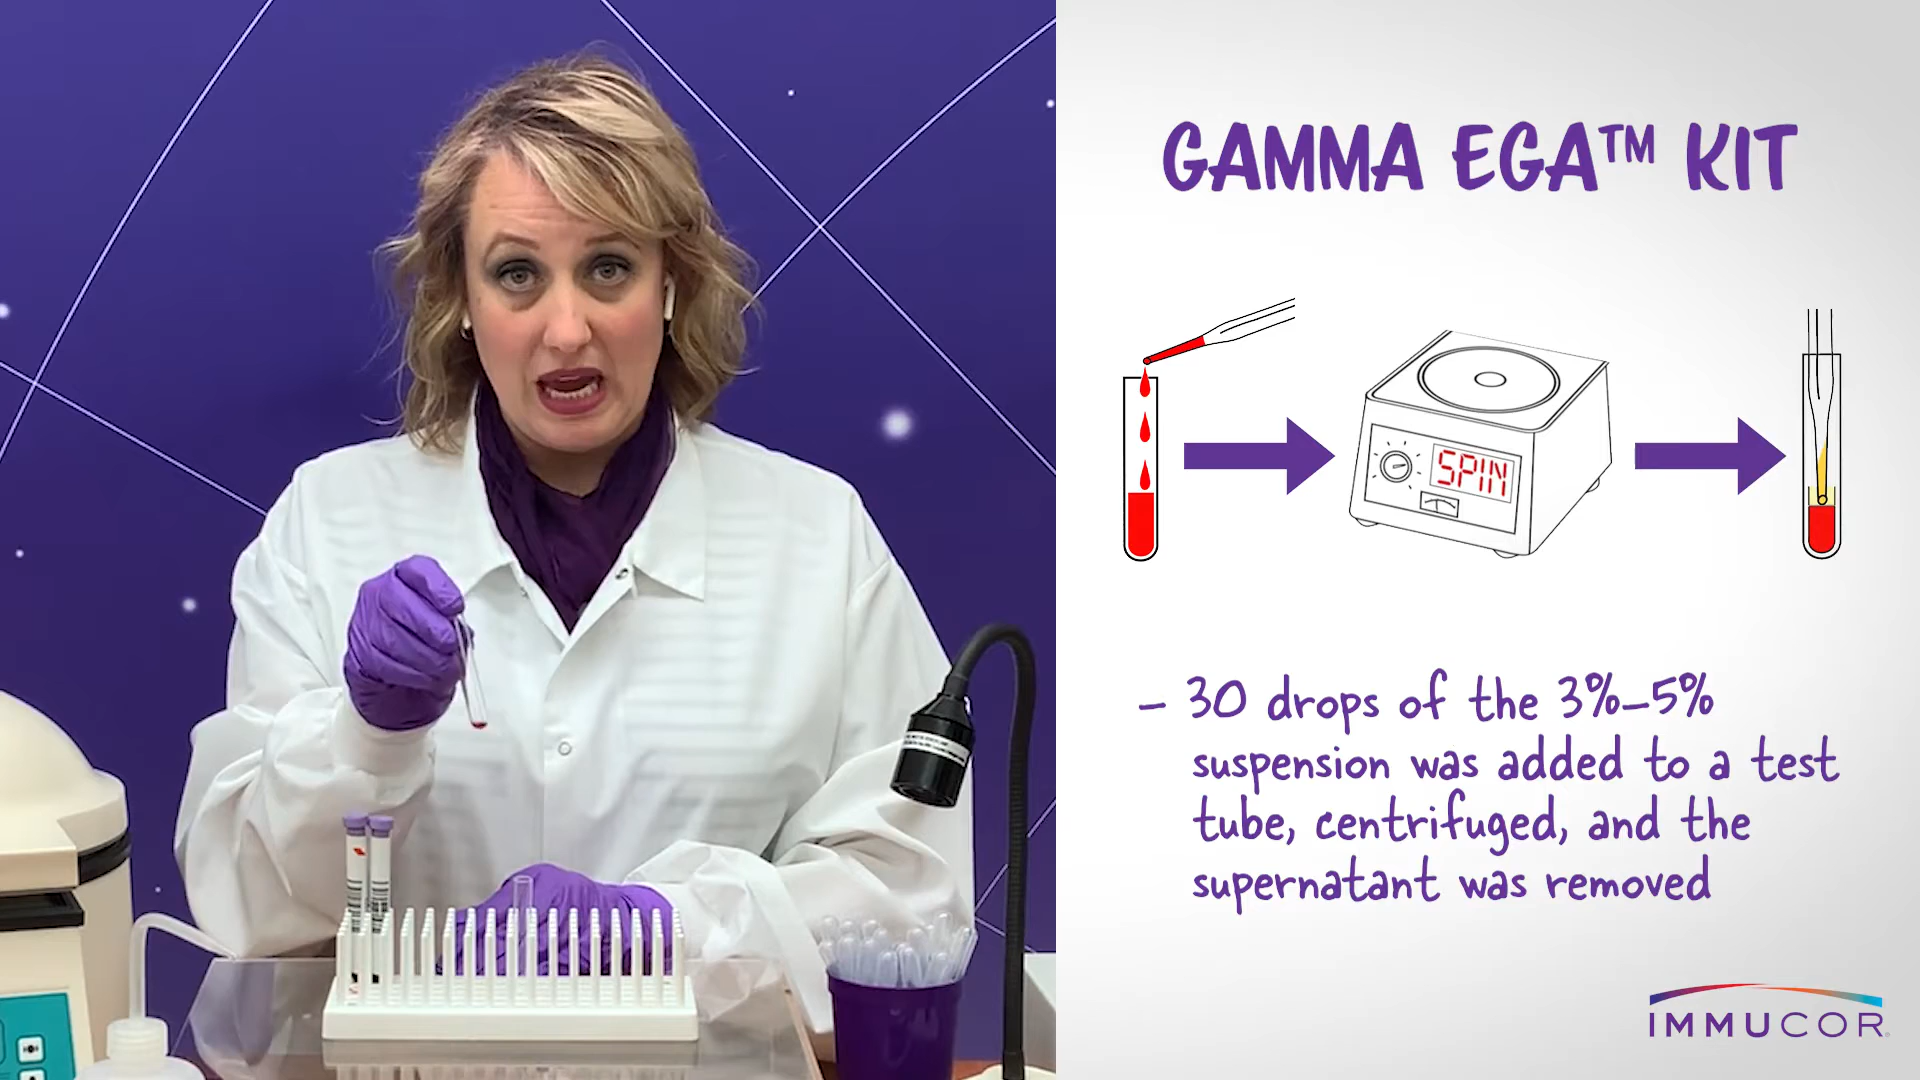 GAMMA EGA™ KIT
SPIN
– 30 drops of the 3%–5%
suspension was added to a test
tube, centrifuged, and the
supernatant was removed
IMMUCOR